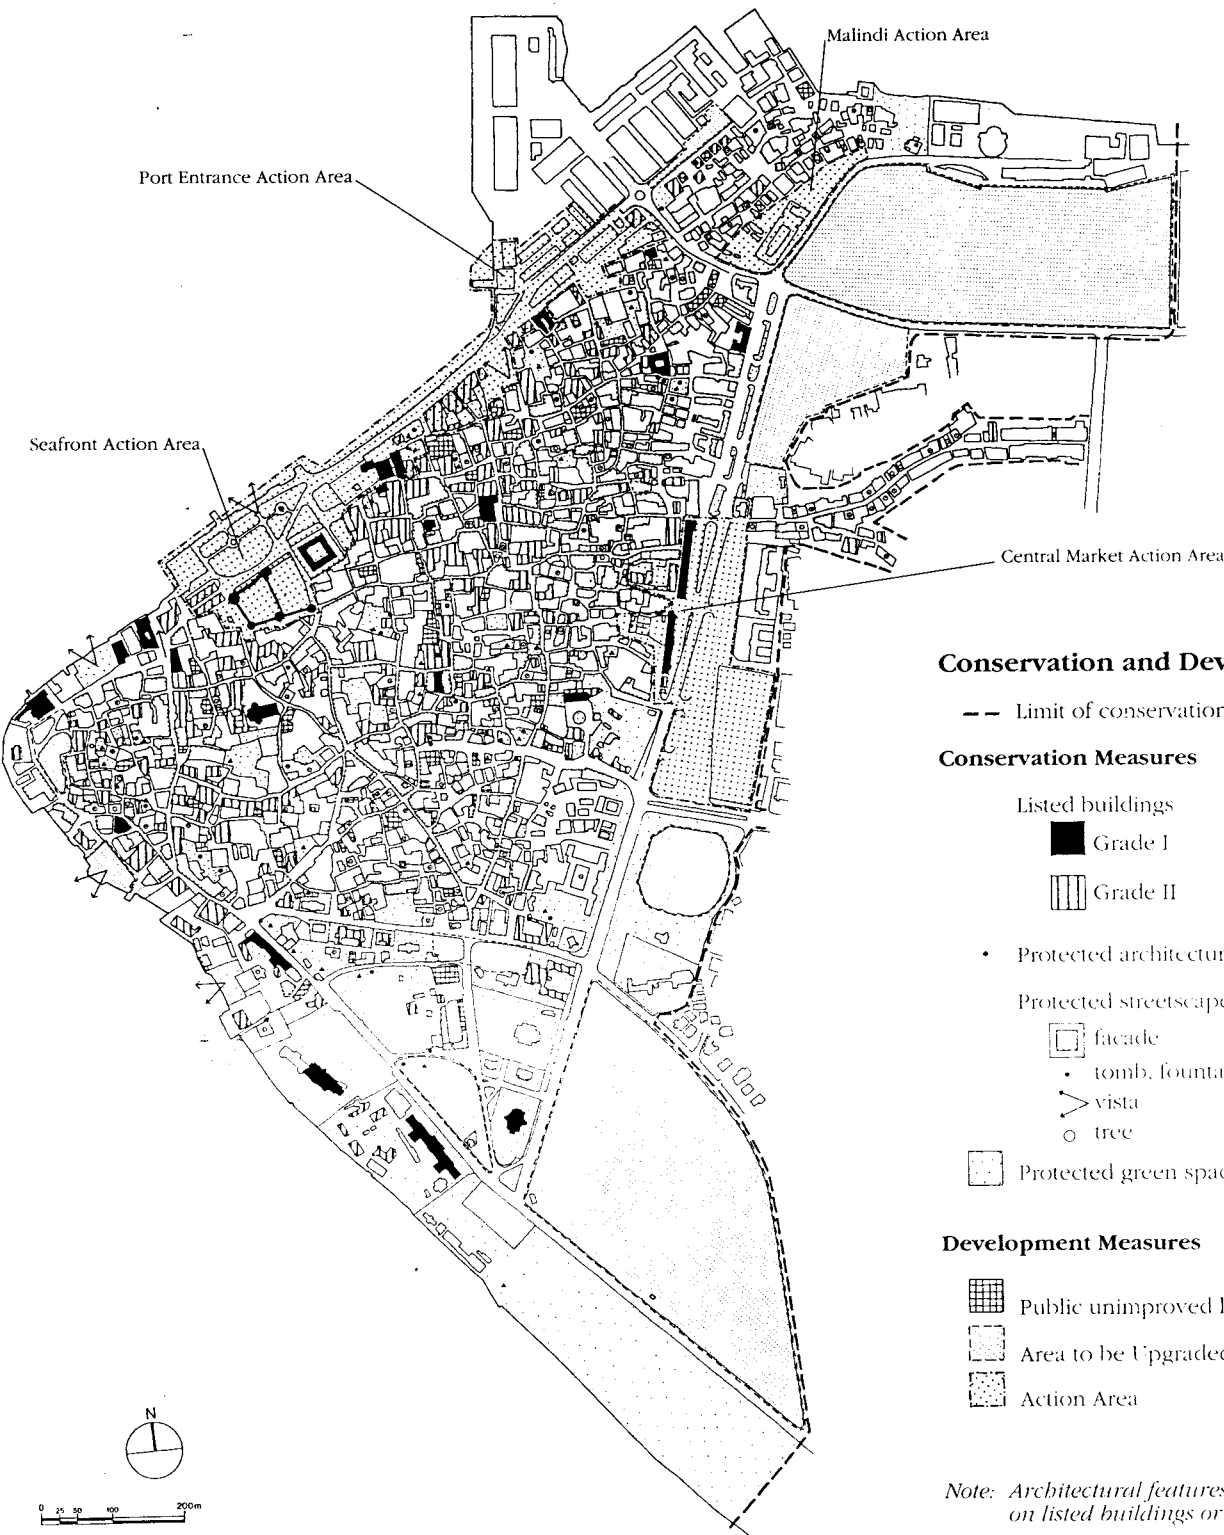 Malindi Action Area
Port Entrance Action Area
Seafront Action Area
Central Market Action Area
Conservation and Dev
Limit of conservation
Conservation Measures
Listed buildings
Grade I
Grade II
Protected architectur
Protected streetscape
facade
tomb, founta
vista
tree
Protected green spac
Development Measures
Public unimproved l
Area to be Upgraded
Action Area
Note: Architectural features
on listed buildings or
N
0 25 50 100 200m